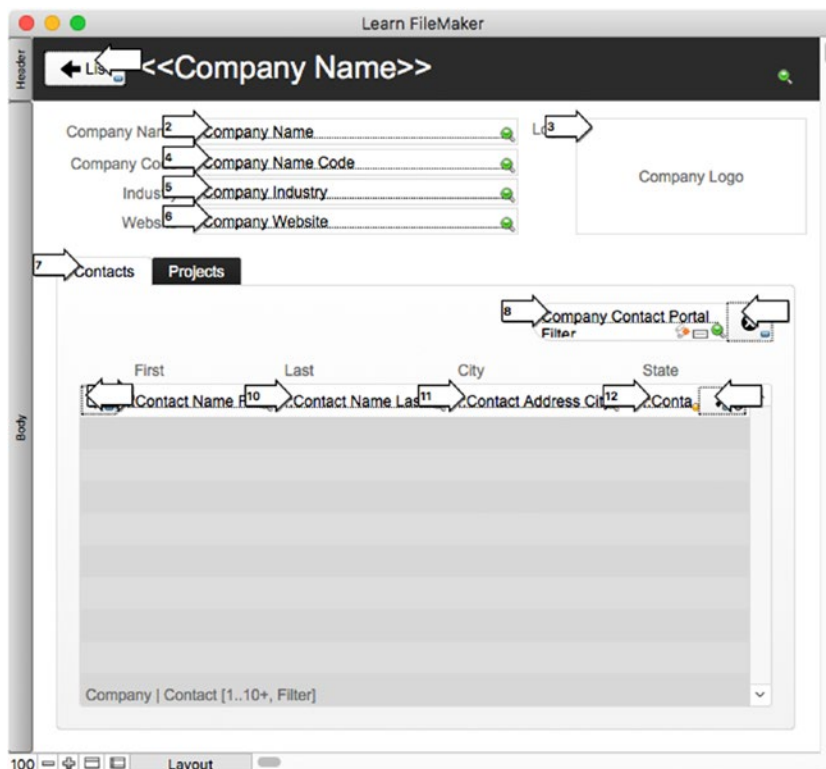 Learn FileMaker
Header
Lis <<Company Name>>
Company Nam 2 Company Name
Lo 3
Company Logo
Company Co 4 Company Name Code
Indus 5 Company Industry
Webs 6 Company Website
7 Contacts Projects
8 Company Contact Portal
Filter
First Last City State
Contact Name F 10 ::Contact Name Las 11 ::Contact Address City 12 ::Conta
Body
Company | Contact [1..10+, Filter]
100 Layout